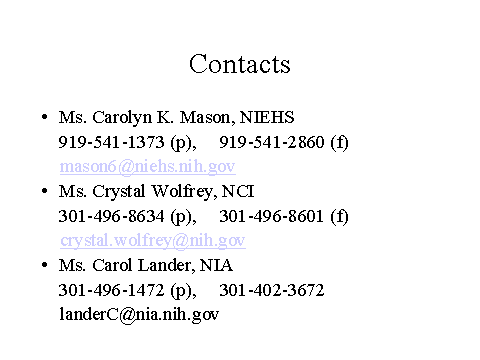 Contacts
• Ms. Carolyn K. Mason, NIEHS
919-541-1373 (p), 919-541-2860 (f)
mason6@niehs.nih.gov
• Ms. Crystal Wolfrey, NCI
301-496-8634 (p), 301-496-8601 (f)
crystal.wolfrey@nih.gov
• Ms. Carol Lander, NIA
301-496-1472 (p), 301-402-3672
landerC@nia.nih.gov